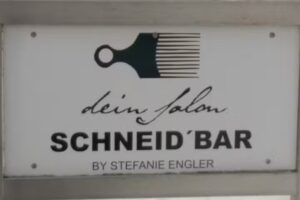 dein Salon
SCHNEID´BAR
BY STEFANIE ENGLER